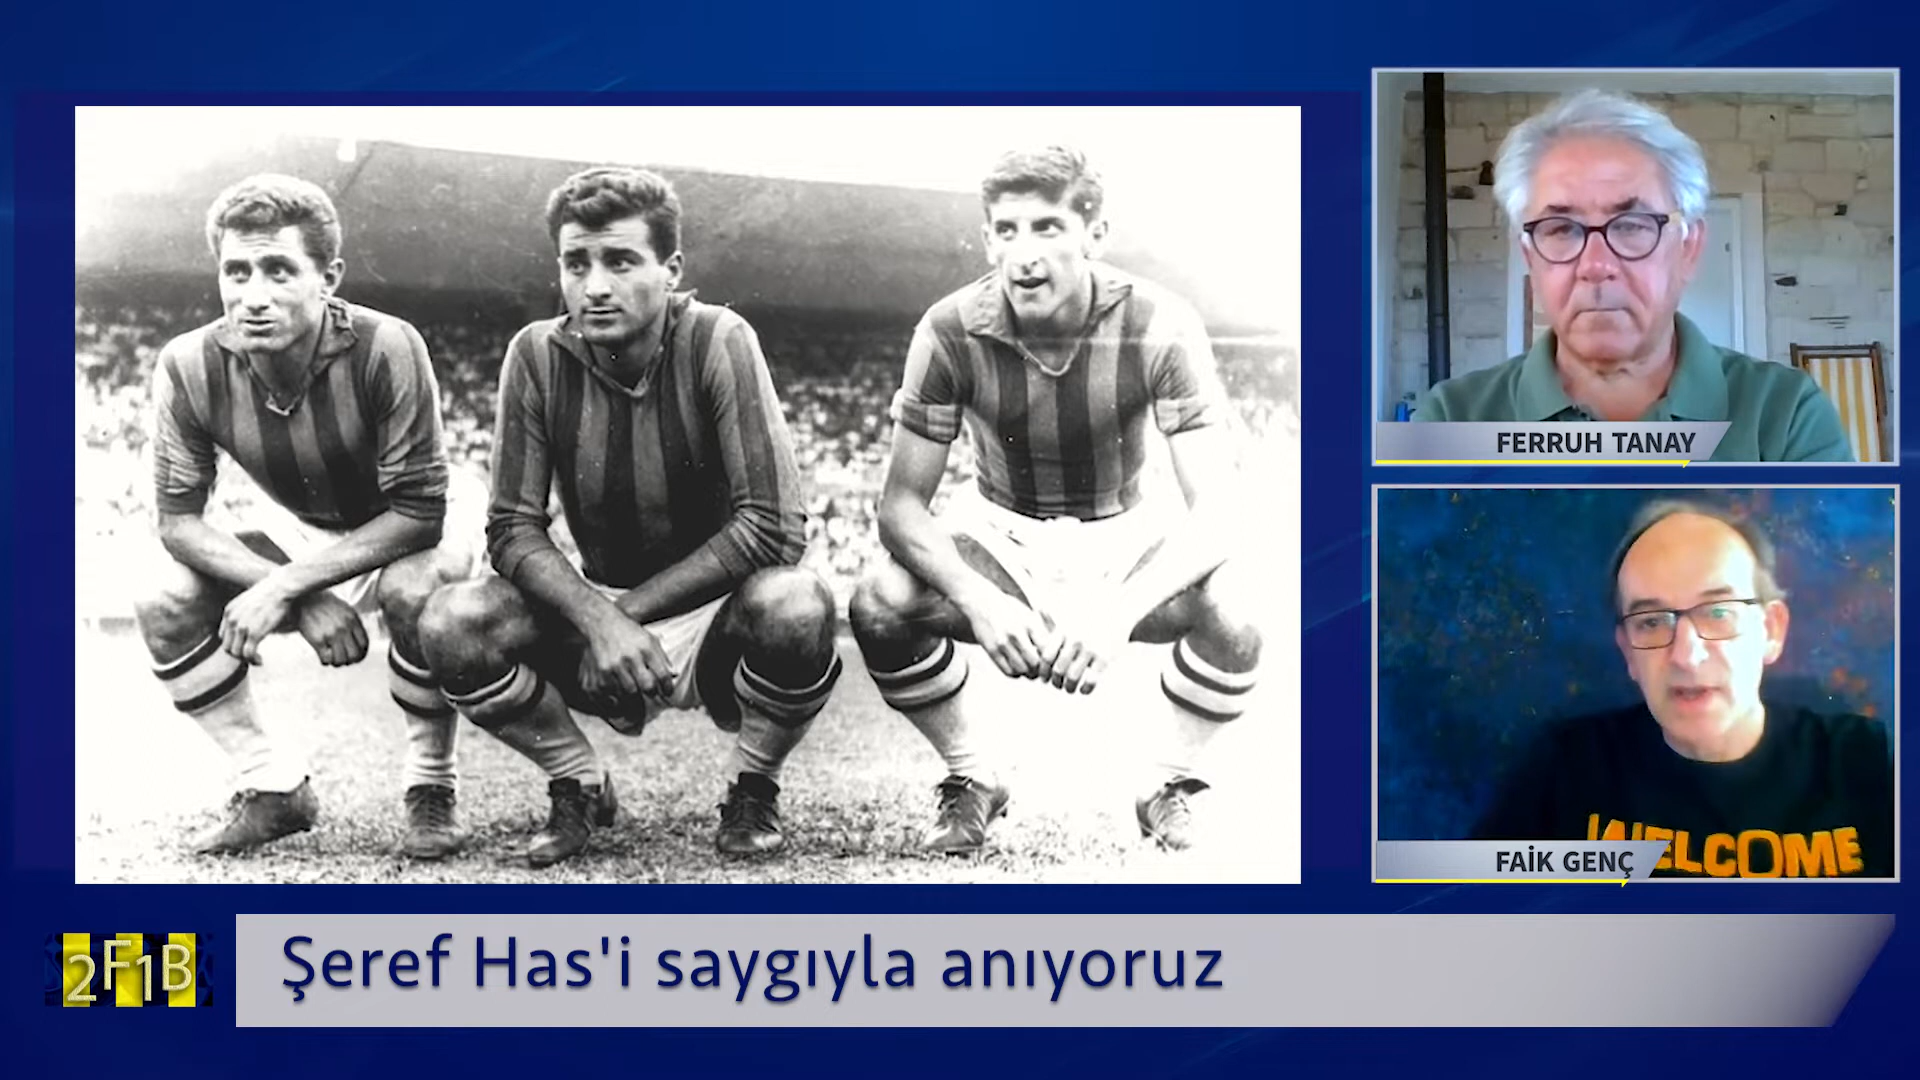 FERRUH TANAY
WELCOME
FAİK GENÇ
2F1B
Şeref Has'i saygıyla anıyoruz